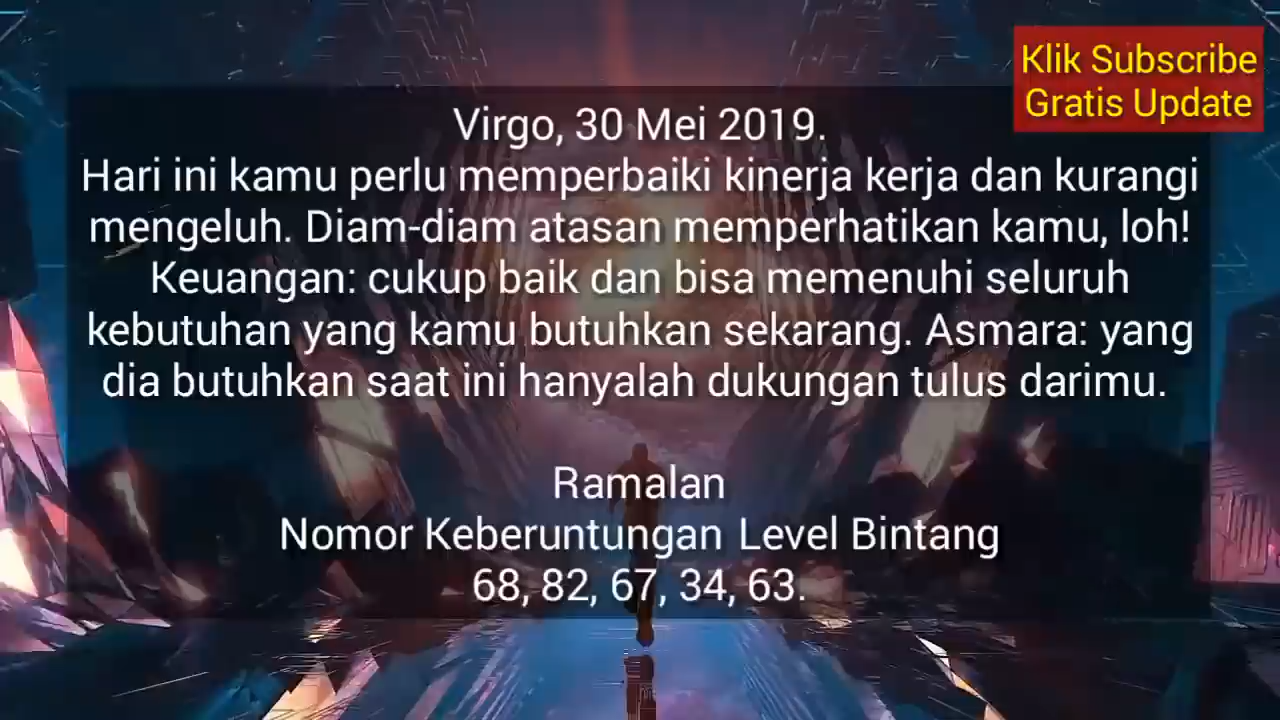 Klik Subscribe
Gratis Update
Virgo, 30 Mei 2019.
Hari ini kamu perlu memperbaiki kinerja kerja dan kurangi
mengeluh. Diam-diam atasan memperhatikan kamu, loh!
Keuangan: cukup baik dan bisa memenuhi seluruh
kebutuhan yang kamu butuhkan sekarang. Asmara: yang
dia butuhkan saat ini hanyalah dukungan tulus darimu.
Ramalan
Nomor Keberuntungan Level Bintang
68, 82, 67, 34, 63.